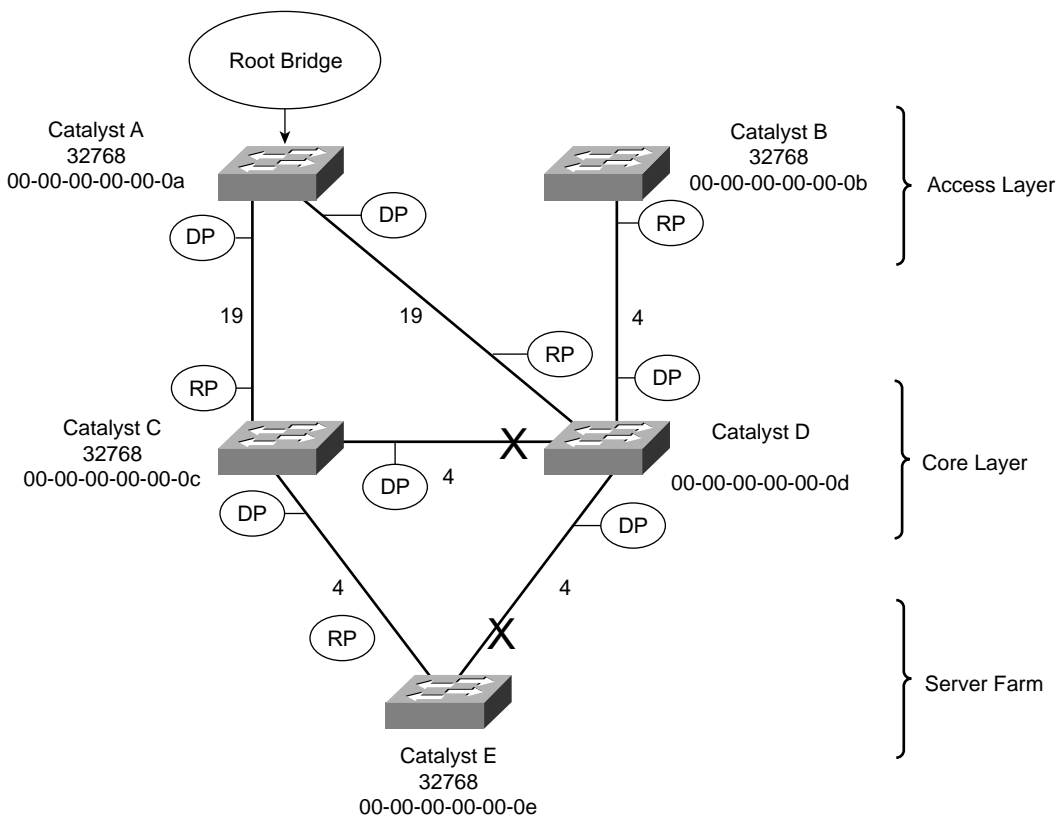 Root Bridge
Catalyst A
32768
00-00-00-00-00-0a
Catalyst B
32768
00-00-00-00-00-0b
Access Layer
DP
DP
RP
19
19
4
RP
RP
DP
Catalyst C
32768
00-00-00-00-00-0c
X
Catalyst D
00-00-00-00-00-0d
Core Layer
DP
4
DP
DP
4
4
RP
X
Server Farm
Catalyst E
32768
00-00-00-00-00-0e